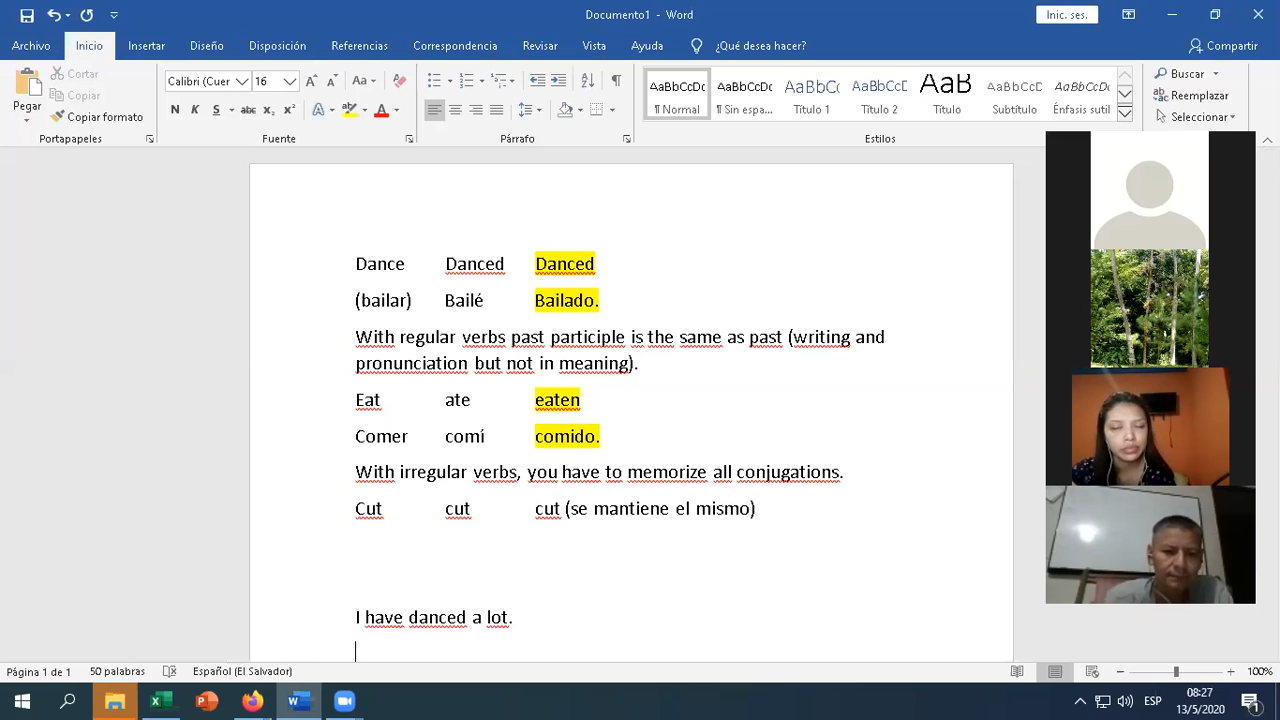 Documento1 - Word
Inic. ses.
Archivo Inicio Insertar Diseño Disposición Referencias Correspondencia Revisar Vista Ayuda ¿Qué desea hacer? Compartir
Pegar
Cortar
Copiar
Copiar formato
Portapapeles
Calibri (Cuer 16
N K S abc x₂ x²
Fuente
Párrafo
AaBbCcDc AaBbCcDc AaBbCc AaBbCcD AaB AaBbCcD AaBbCcDc
¶ Normal ¶ Sin espa... Título 1 Título 2 Título Subtítulo Énfasis sutil
Estilos
Buscar
Reemplazar
Seleccionar
Dance Danced Danced
(bailar) Bailé Bailado.
With regular verbs past participle is the same as past (writing and
pronunciation but not in meaning).
Eat ate eaten
Comer comí comido.
With irregular verbs, you have to memorize all conjugations.
Cut cut cut (se mantiene el mismo)
I have danced a lot.
Página 1 de 1 50 palabras Español (El Salvador) 100%
ESP
08:27
13/5/2020